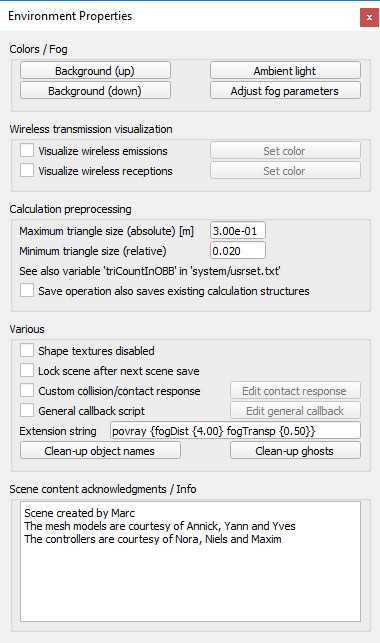 Environment Properties
x
Colors / Fog
Background (up) Ambient light
Background (down) Adjust fog parameters
Wireless transmission visualization
Visualize wireless emissions Set color
Visualize wireless receptions Set color
Calculation preprocessing
Maximum triangle size (absolute) [m] 3.00e-01
Minimum triangle size (relative) 0.020
See also variable 'triCountInOBB' in 'system/usrset.txt'
Save operation also saves existing calculation structures
Various
Shape textures disabled
Lock scene after next scene save
Custom collision/contact response Edit contact response
General callback script Edit general callback
Extension string povray {fogDist {4.00} fogTransp {0.50}}
Clean-up object names Clean-up ghosts
Scene content acknowledgments / Info
Scene created by Marc
The mesh models are courtesy of Annick, Yann and Yves
The controllers are courtesy of Nora, Niels and Maxim